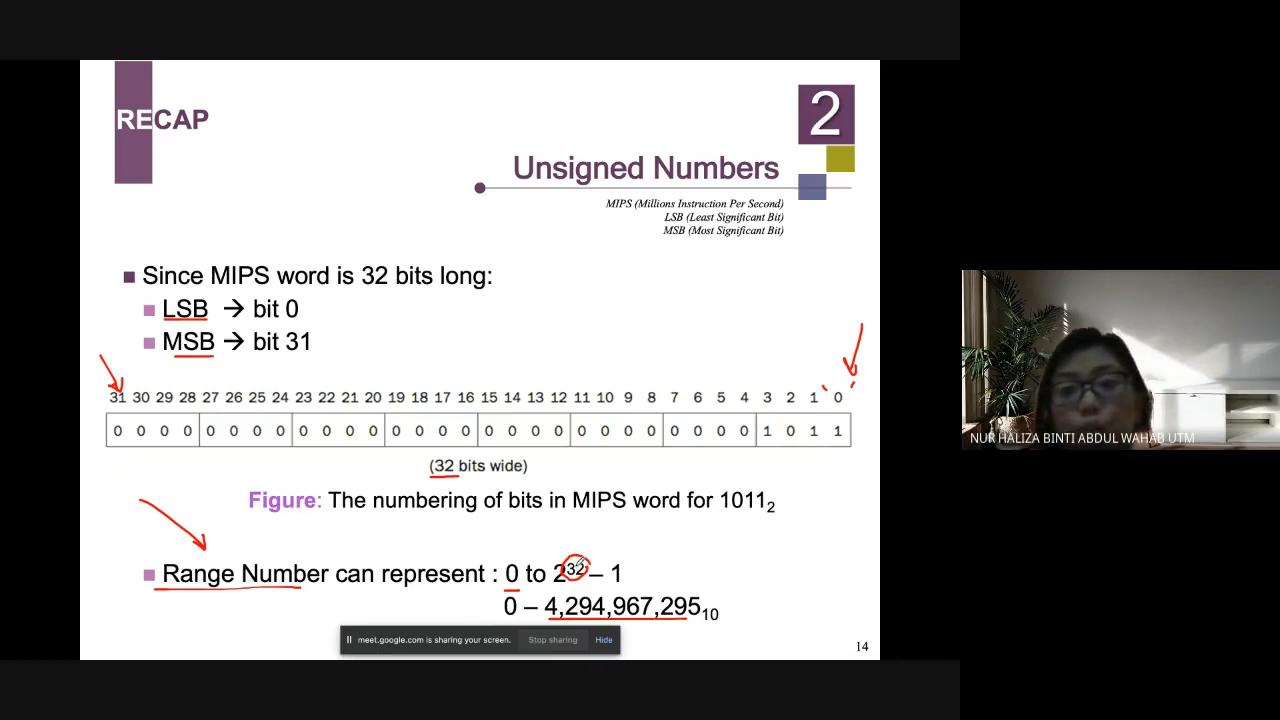 RECAP
2
Unsigned Numbers
MIPS (Millions Instruction Per Second)
LSB (Least Significant Bit)
MSB (Most Significant Bit)
Since MIPS word is 32 bits long:
LSB → bit 0
MSB → bit 31
31 30 29 28 27 26 25 24 23 22 21 20 19 18 17 16 15 14 13 12 11 10 9 8 7 6 5 4 3 2 1 0
0 0 0 0 0 0 0 0 0 0 0 0 0 0 0 0 0 0 0 0 0 0 0 0 0 0 0 0 1 0 1 1
(32 bits wide)
Figure: The numbering of bits in MIPS word for 1011₂
Range Number can represent : 0 to 2³² – 1
0 – 4,294,967,295₁₀
meet.google.com is sharing your screen. Stop sharing Hide
14
NUR HALIZA BINTI ABDUL WAHAB UTM